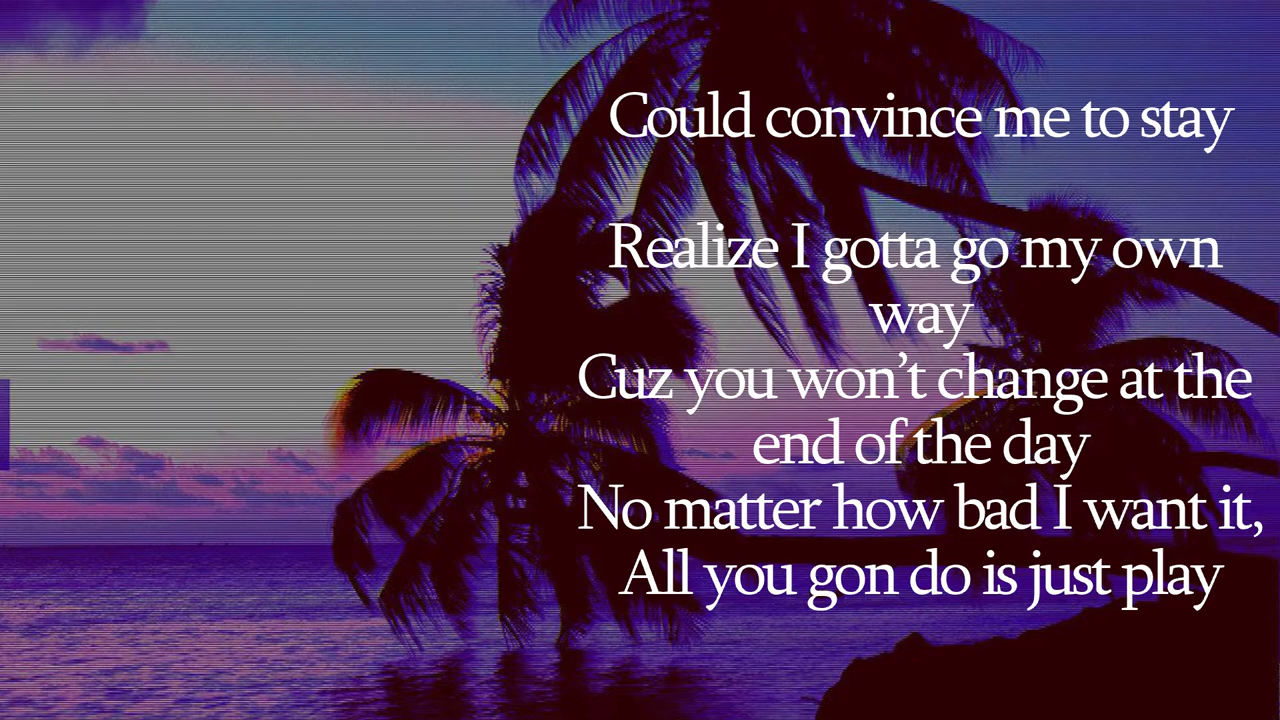 Could convince me to stay
Realize I gotta go my own
way
Cuz you won't change at the
end of the day
No matter how bad I want it,
All you gon do is just play